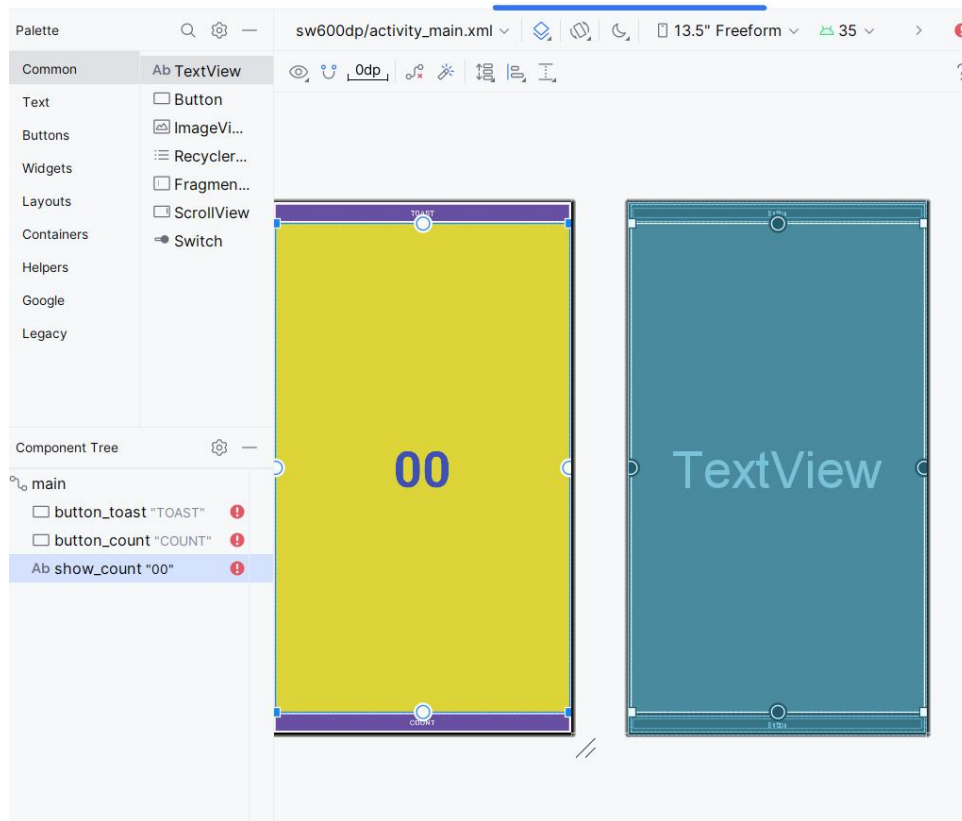 Palette
sw600dp/activity_main.xml
13.5" Freeform
35
Common
Text
Buttons
Widgets
Layouts
Containers
Helpers
Google
Legacy
Ab TextView
Button
ImageVi...
Recycler...
Fragmen...
ScrollView
Switch
0dp
?
Component Tree
main
button_toast "TOAST"
button_count "COUNT"
Ab show_count "00"
TOAST
00
COUNT
Button
TextView
Button